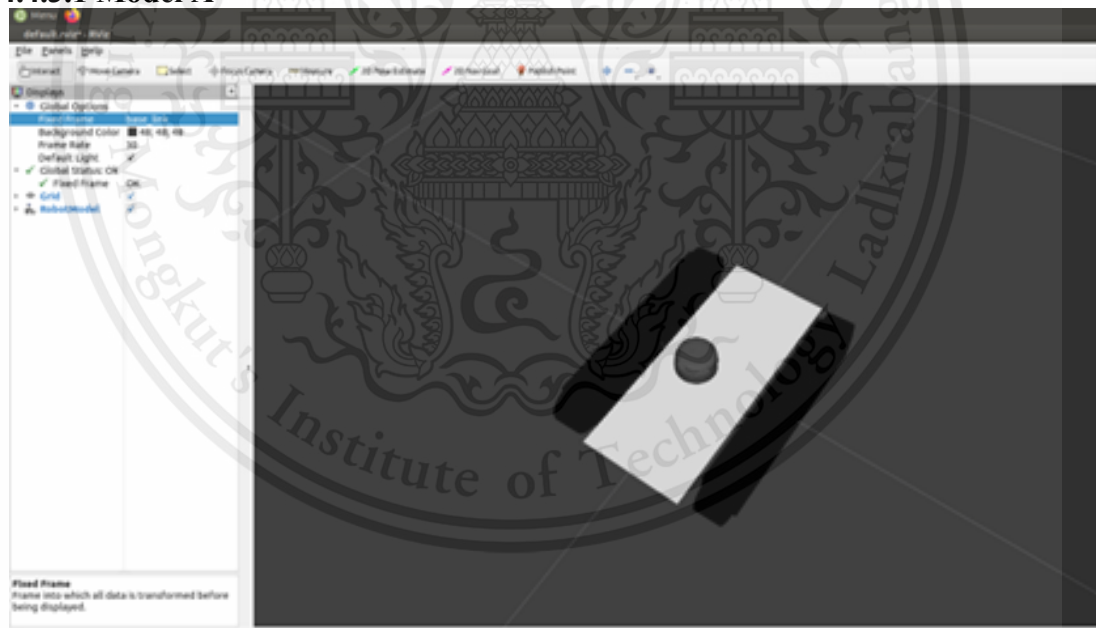 Model A
Menu
default.rviz* - RViz
File Panels Help
Interact Move Camera Select Focus Camera Measure 2D Pose Estimate 2D Nav Goal Publish Point
Displays
Global Options
Fixed Frame base_link
Background Color 48; 48; 48
Frame Rate 30
Default Light
Global Status: Ok
Fixed Frame OK
Grid
RobotModel
Fixed Frame
Frame into which all data is transformed before
being displayed.
ongkut's Institute of Technology Ladkrabang